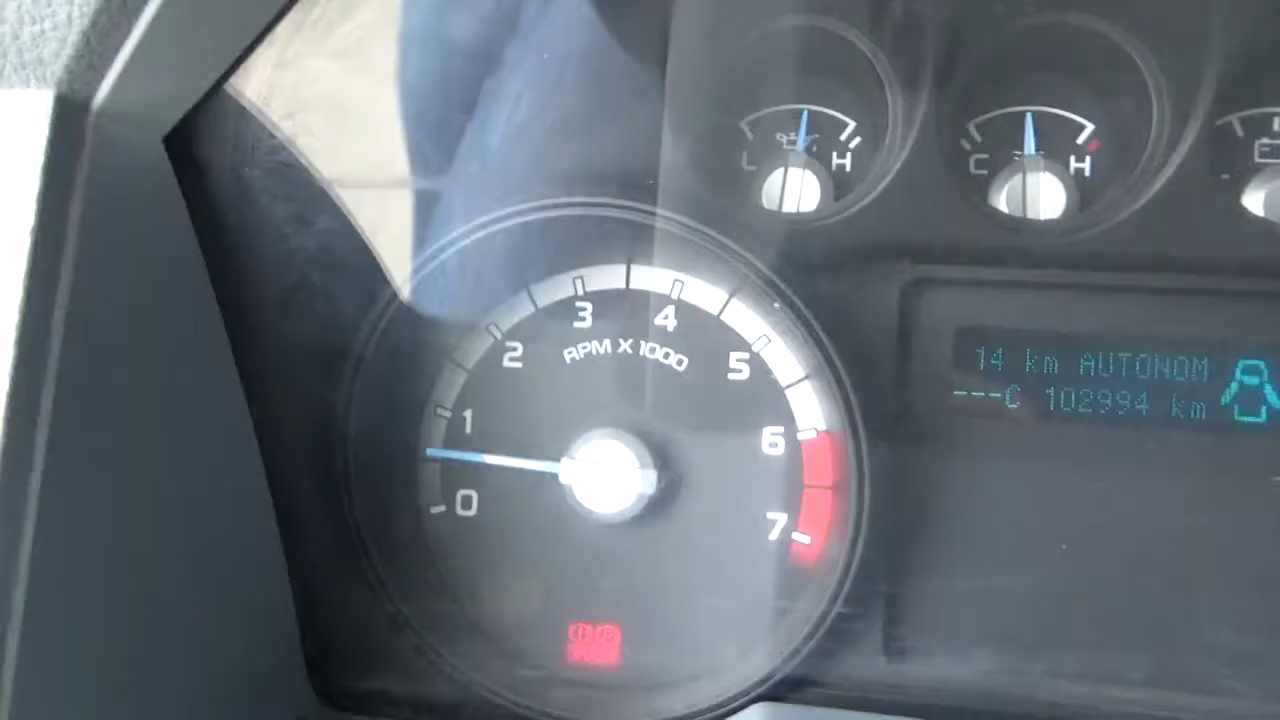 L H
C H
3 4
RPM X 1000
2 5
1 6
0 7
14 km AUTONOM
---C 102994 km